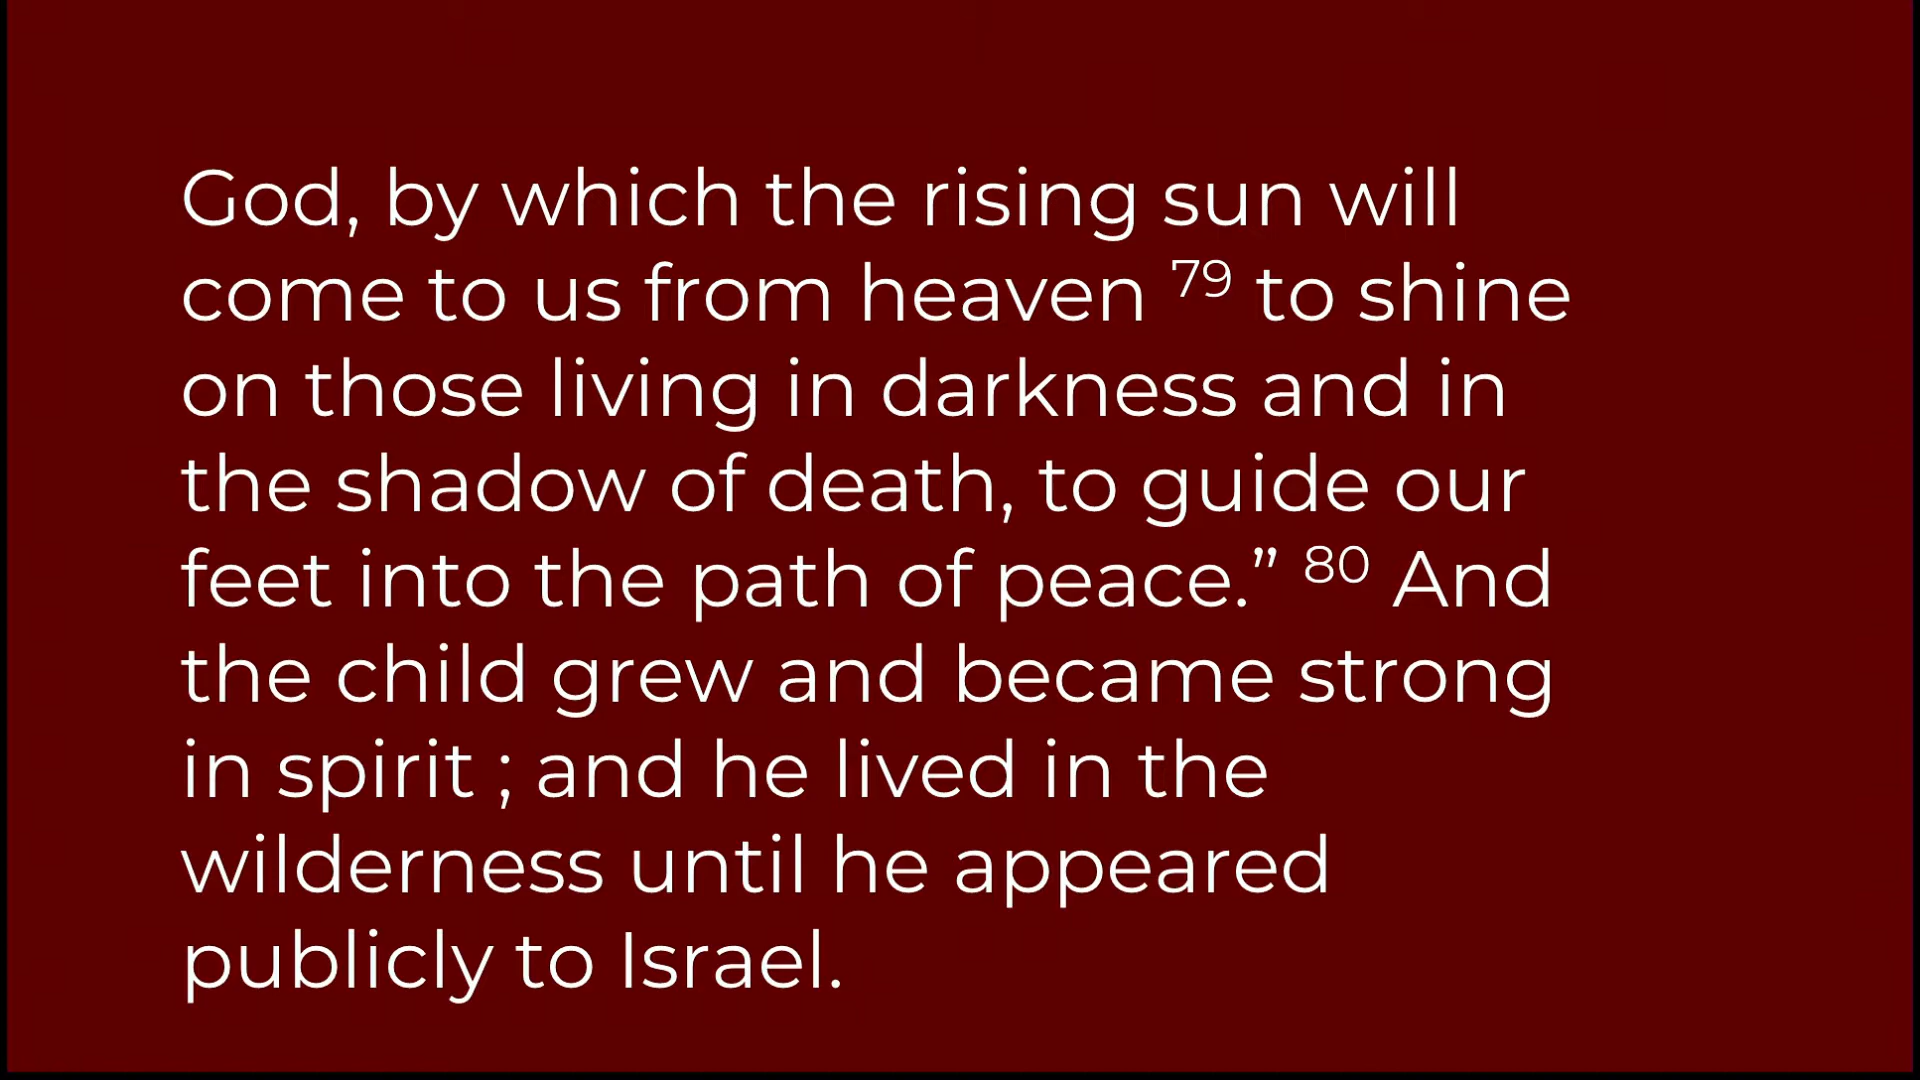 God, by which the rising sun will
come to us from heaven 79 to shine
on those living in darkness and in
the shadow of death, to guide our
feet into the path of peace.” 80 And
the child grew and became strong
in spirit ; and he lived in the
wilderness until he appeared
publicly to Israel.